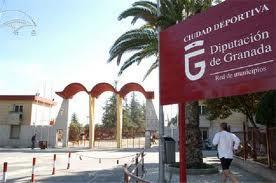 CIUDAD DEPORTIVA
Diputación
de Granada
Red de municipios